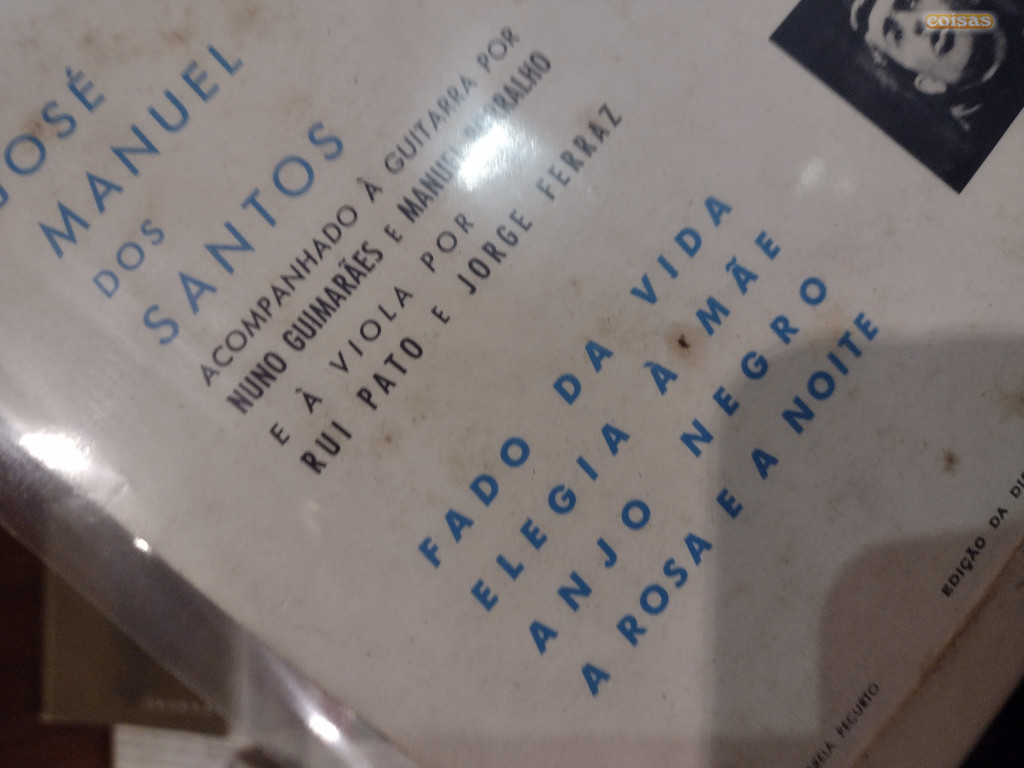 JOSÉ
MANUEL
DOS
SANTOS
ACOMPANHADO À GUITARRA POR
NUNO GUIMARÃES E MANUEL
E À VIOLA POR
RUI PATO E JORGE FERRAZ
FADO DA VIDA
ELEGIA À MÃE
ANJO NEGRO
A ROSA E A NOITE
EDIÇÃO DA
coisas